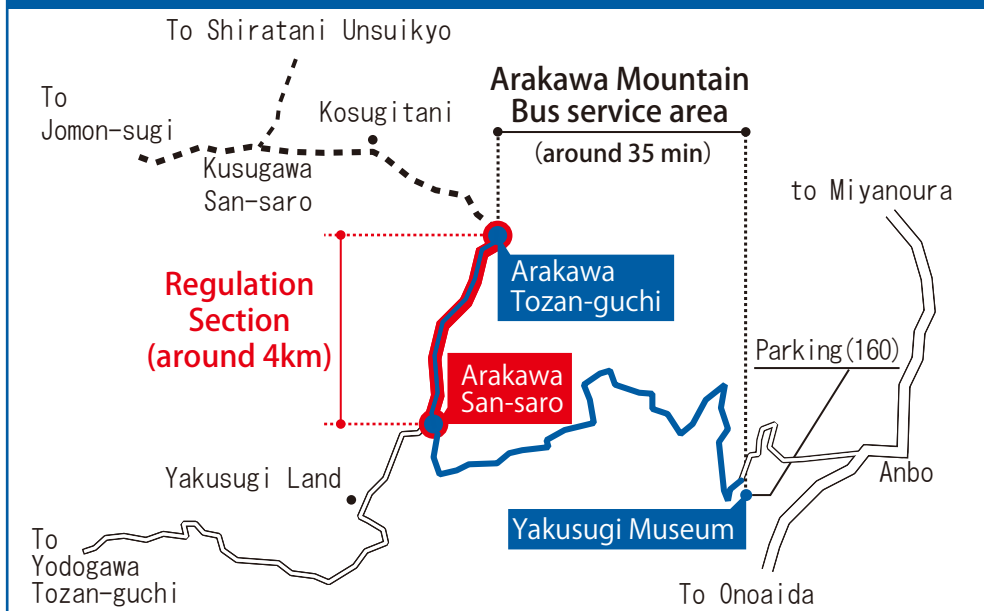 To Shiratani Unsuikyo
To
Jomon-sugi
Kosugitani
Kusugawa
San-saro
Arakawa Mountain
Bus service area
(around 35 min)
to Miyanoura
Regulation
Section
(around 4km)
Arakawa
Tozan-guchi
Parking(160)
Arakawa
San-saro
Yakusugi Land
Anbo
Yakusugi Museum
To
Yodogawa
Tozan-guchi
To Onoaida